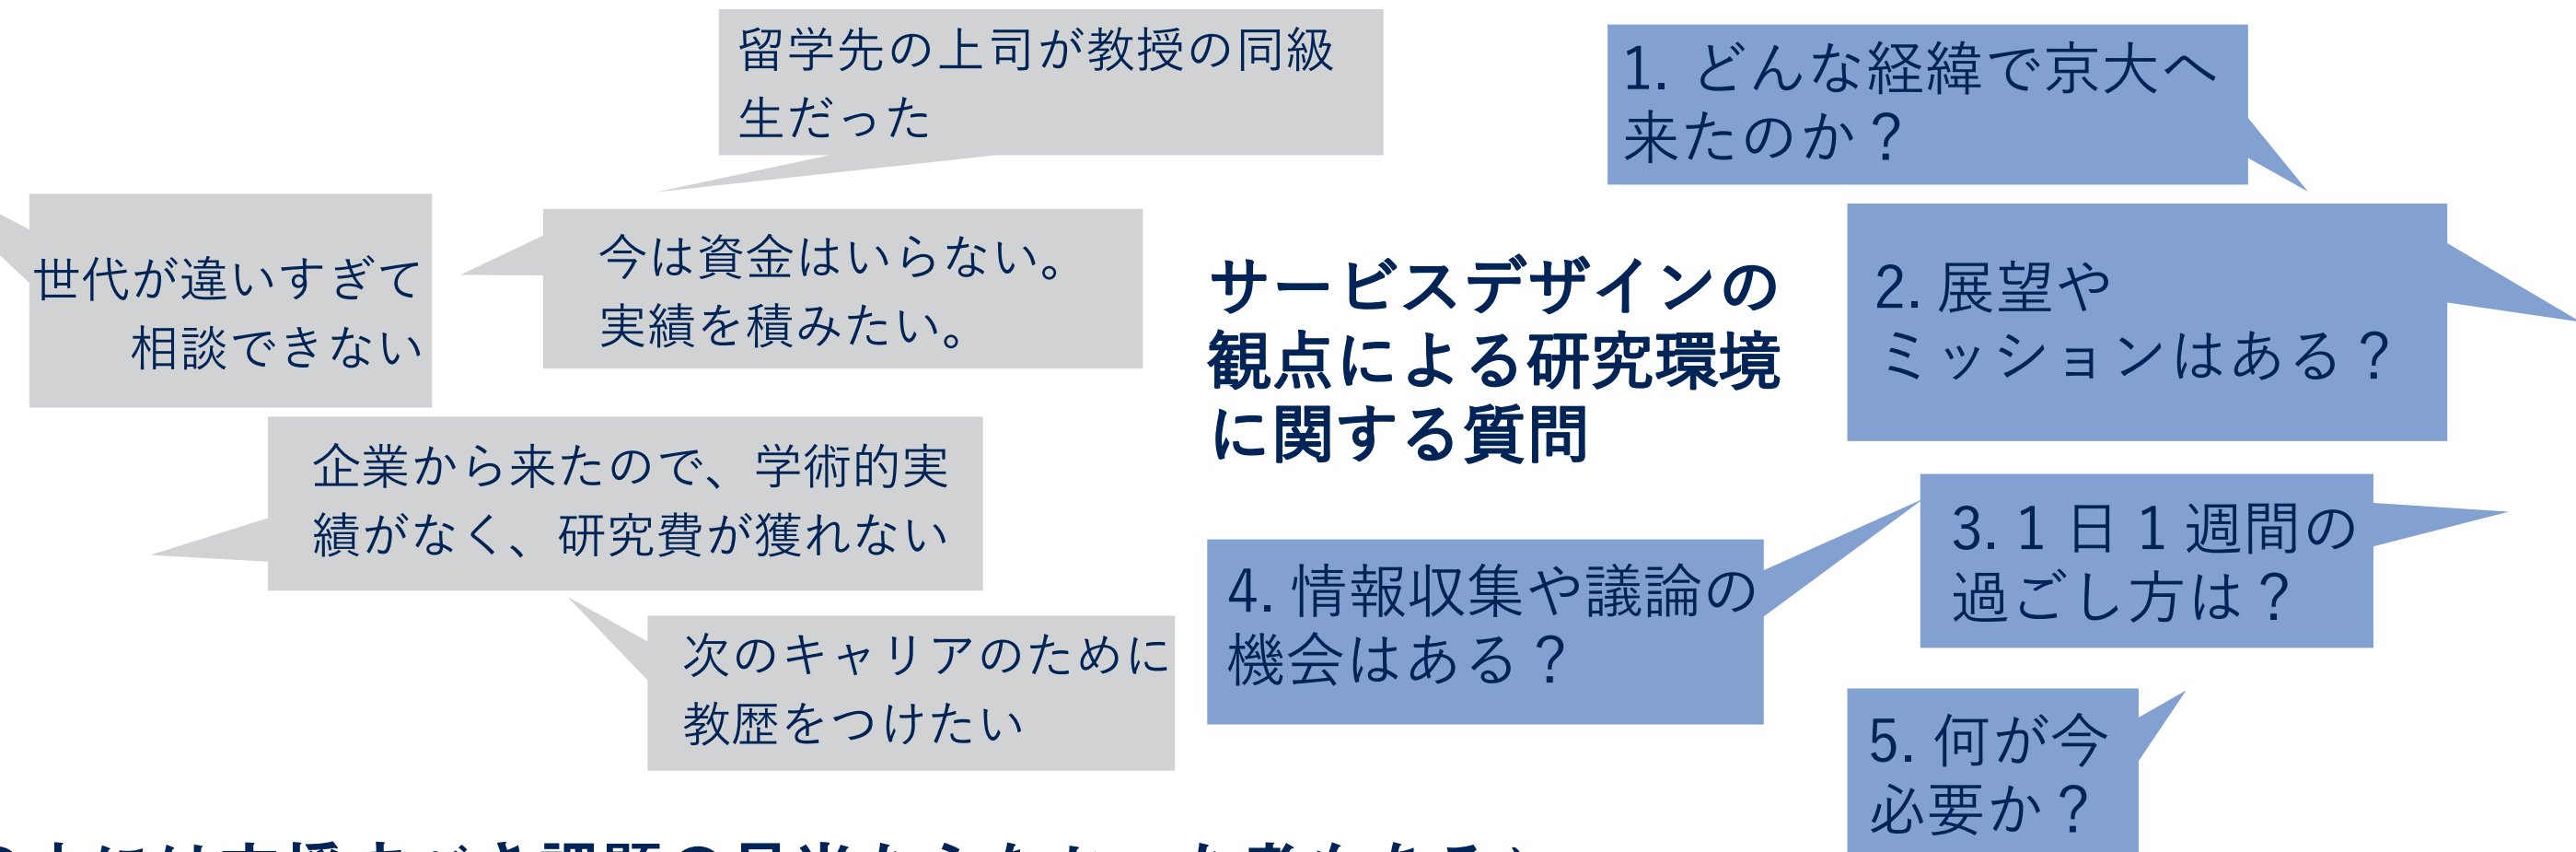 留学先の上司が教授の同級
生だった
世代が違いすぎて
相談できない
今は資金はいらない。
実績を積みたい。
企業から来たので、学術的実
績がなく、研究費が獲れない
次のキャリアのために
教歴をつけたい
サービスデザインの
観点による研究環境
に関する質問
1. どんな経緯で京大へ
来たのか？
2. 展望や
ミッションはある？
3. 1 日 1 週間の
過ごし方は？
4. 情報収集や議論の
機会はある？
5. 何が今
必要か？